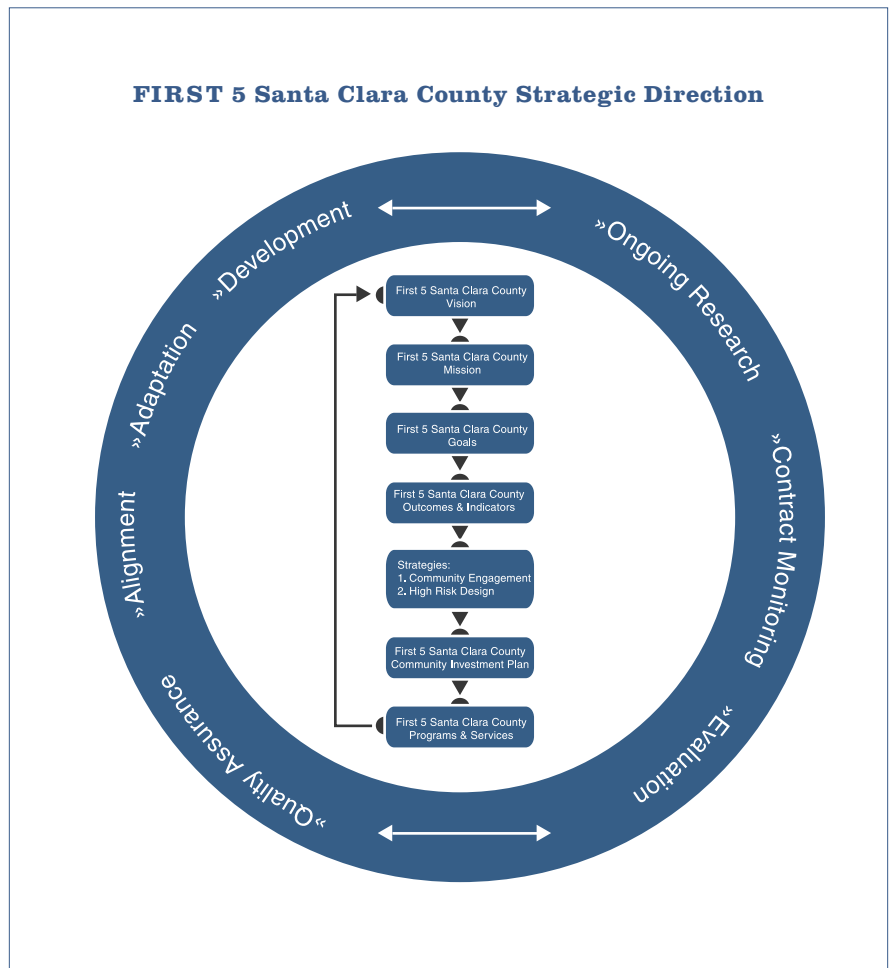 FIRST 5 Santa Clara County Strategic Direction
»Development
»Ongoing Research
»Adaptation
»Contract Monitoring
»Alignment
»Evaluation
»Quality Assurance
First 5 Santa Clara County
Vision
First 5 Santa Clara County
Mission
First 5 Santa Clara County
Goals
First 5 Santa Clara County
Outcomes & Indicators
Strategies:
1. Community Engagement
2. High Risk Design
First 5 Santa Clara County
Community Investment Plan
First 5 Santa Clara County
Programs & Services